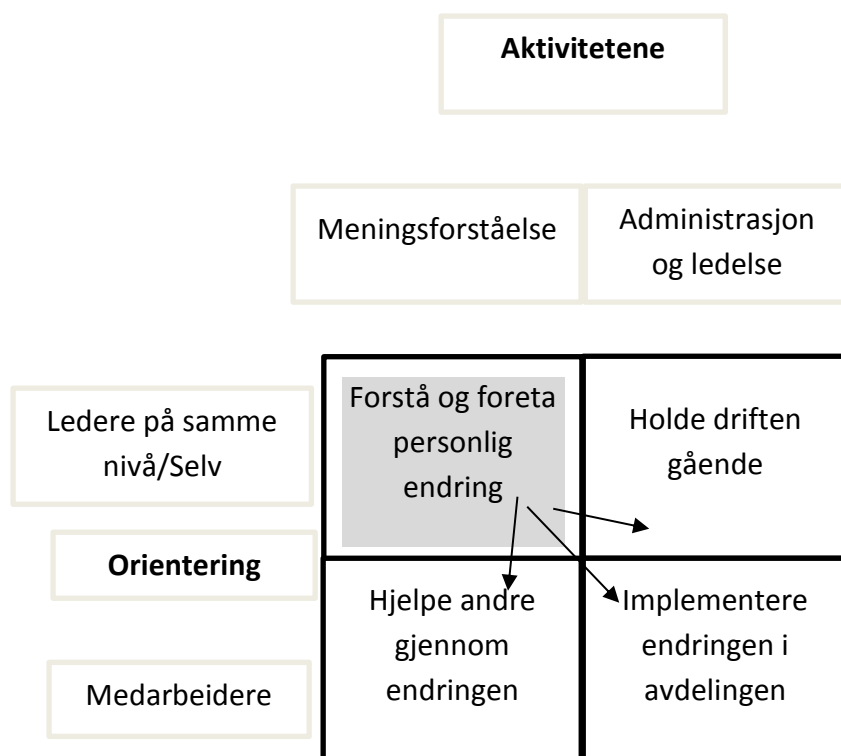 Aktivitetene
Meningsforståelse
Administrasjon
og ledelse
Ledere på samme
nivå/Selv
Forstå og foreta
personlig
endring
Holde driften
gående
Orientering
Hjelpe andre
gjennom
endringen
Implementere
endringen i
avdelingen
Medarbeidere